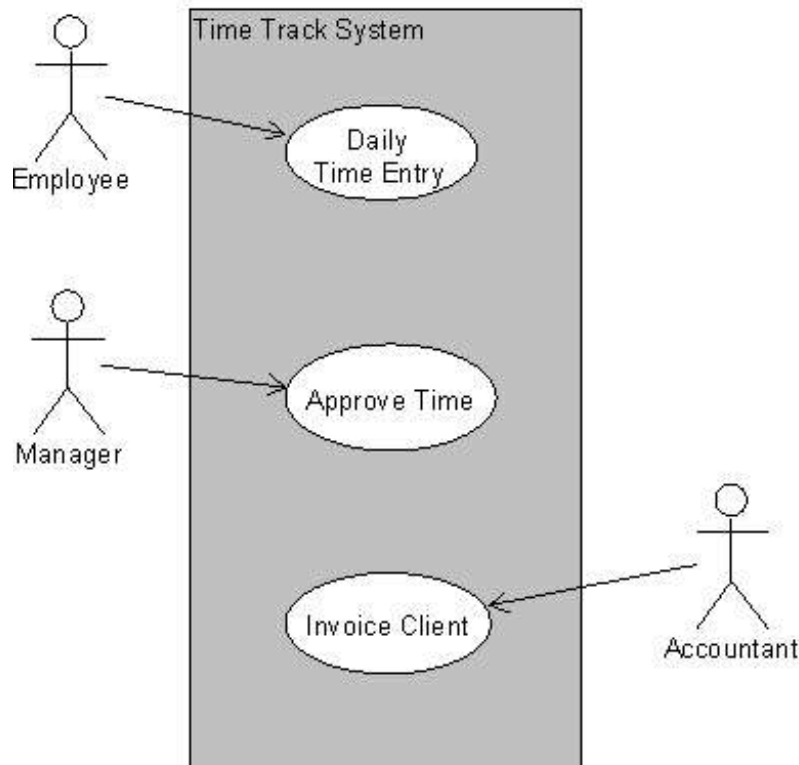 Time Track System
Daily
Time Entry
Employee
Approve Time
Manager
Invoice Client
Accountant